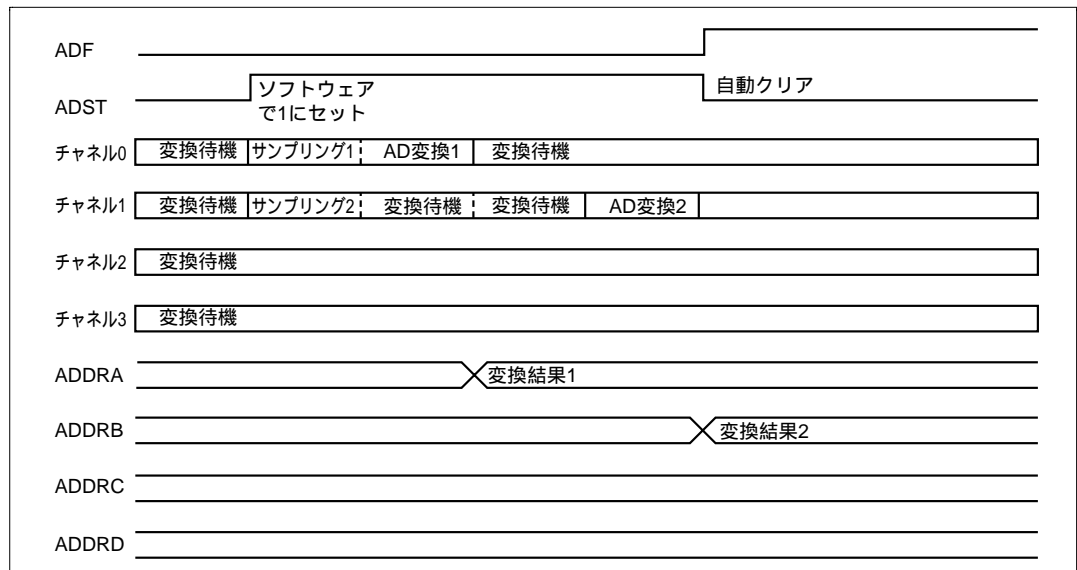 ADF
ADST
ソフトウェア
で1にセット
自動クリア
チャネル0 変換待機 サンプリング1 AD変換1 変換待機
チャネル1 変換待機 サンプリング2 変換待機 変換待機 AD変換2
チャネル2 変換待機
チャネル3 変換待機
ADDRA 変換結果1
ADDRB 変換結果2
ADDRC
ADDRD